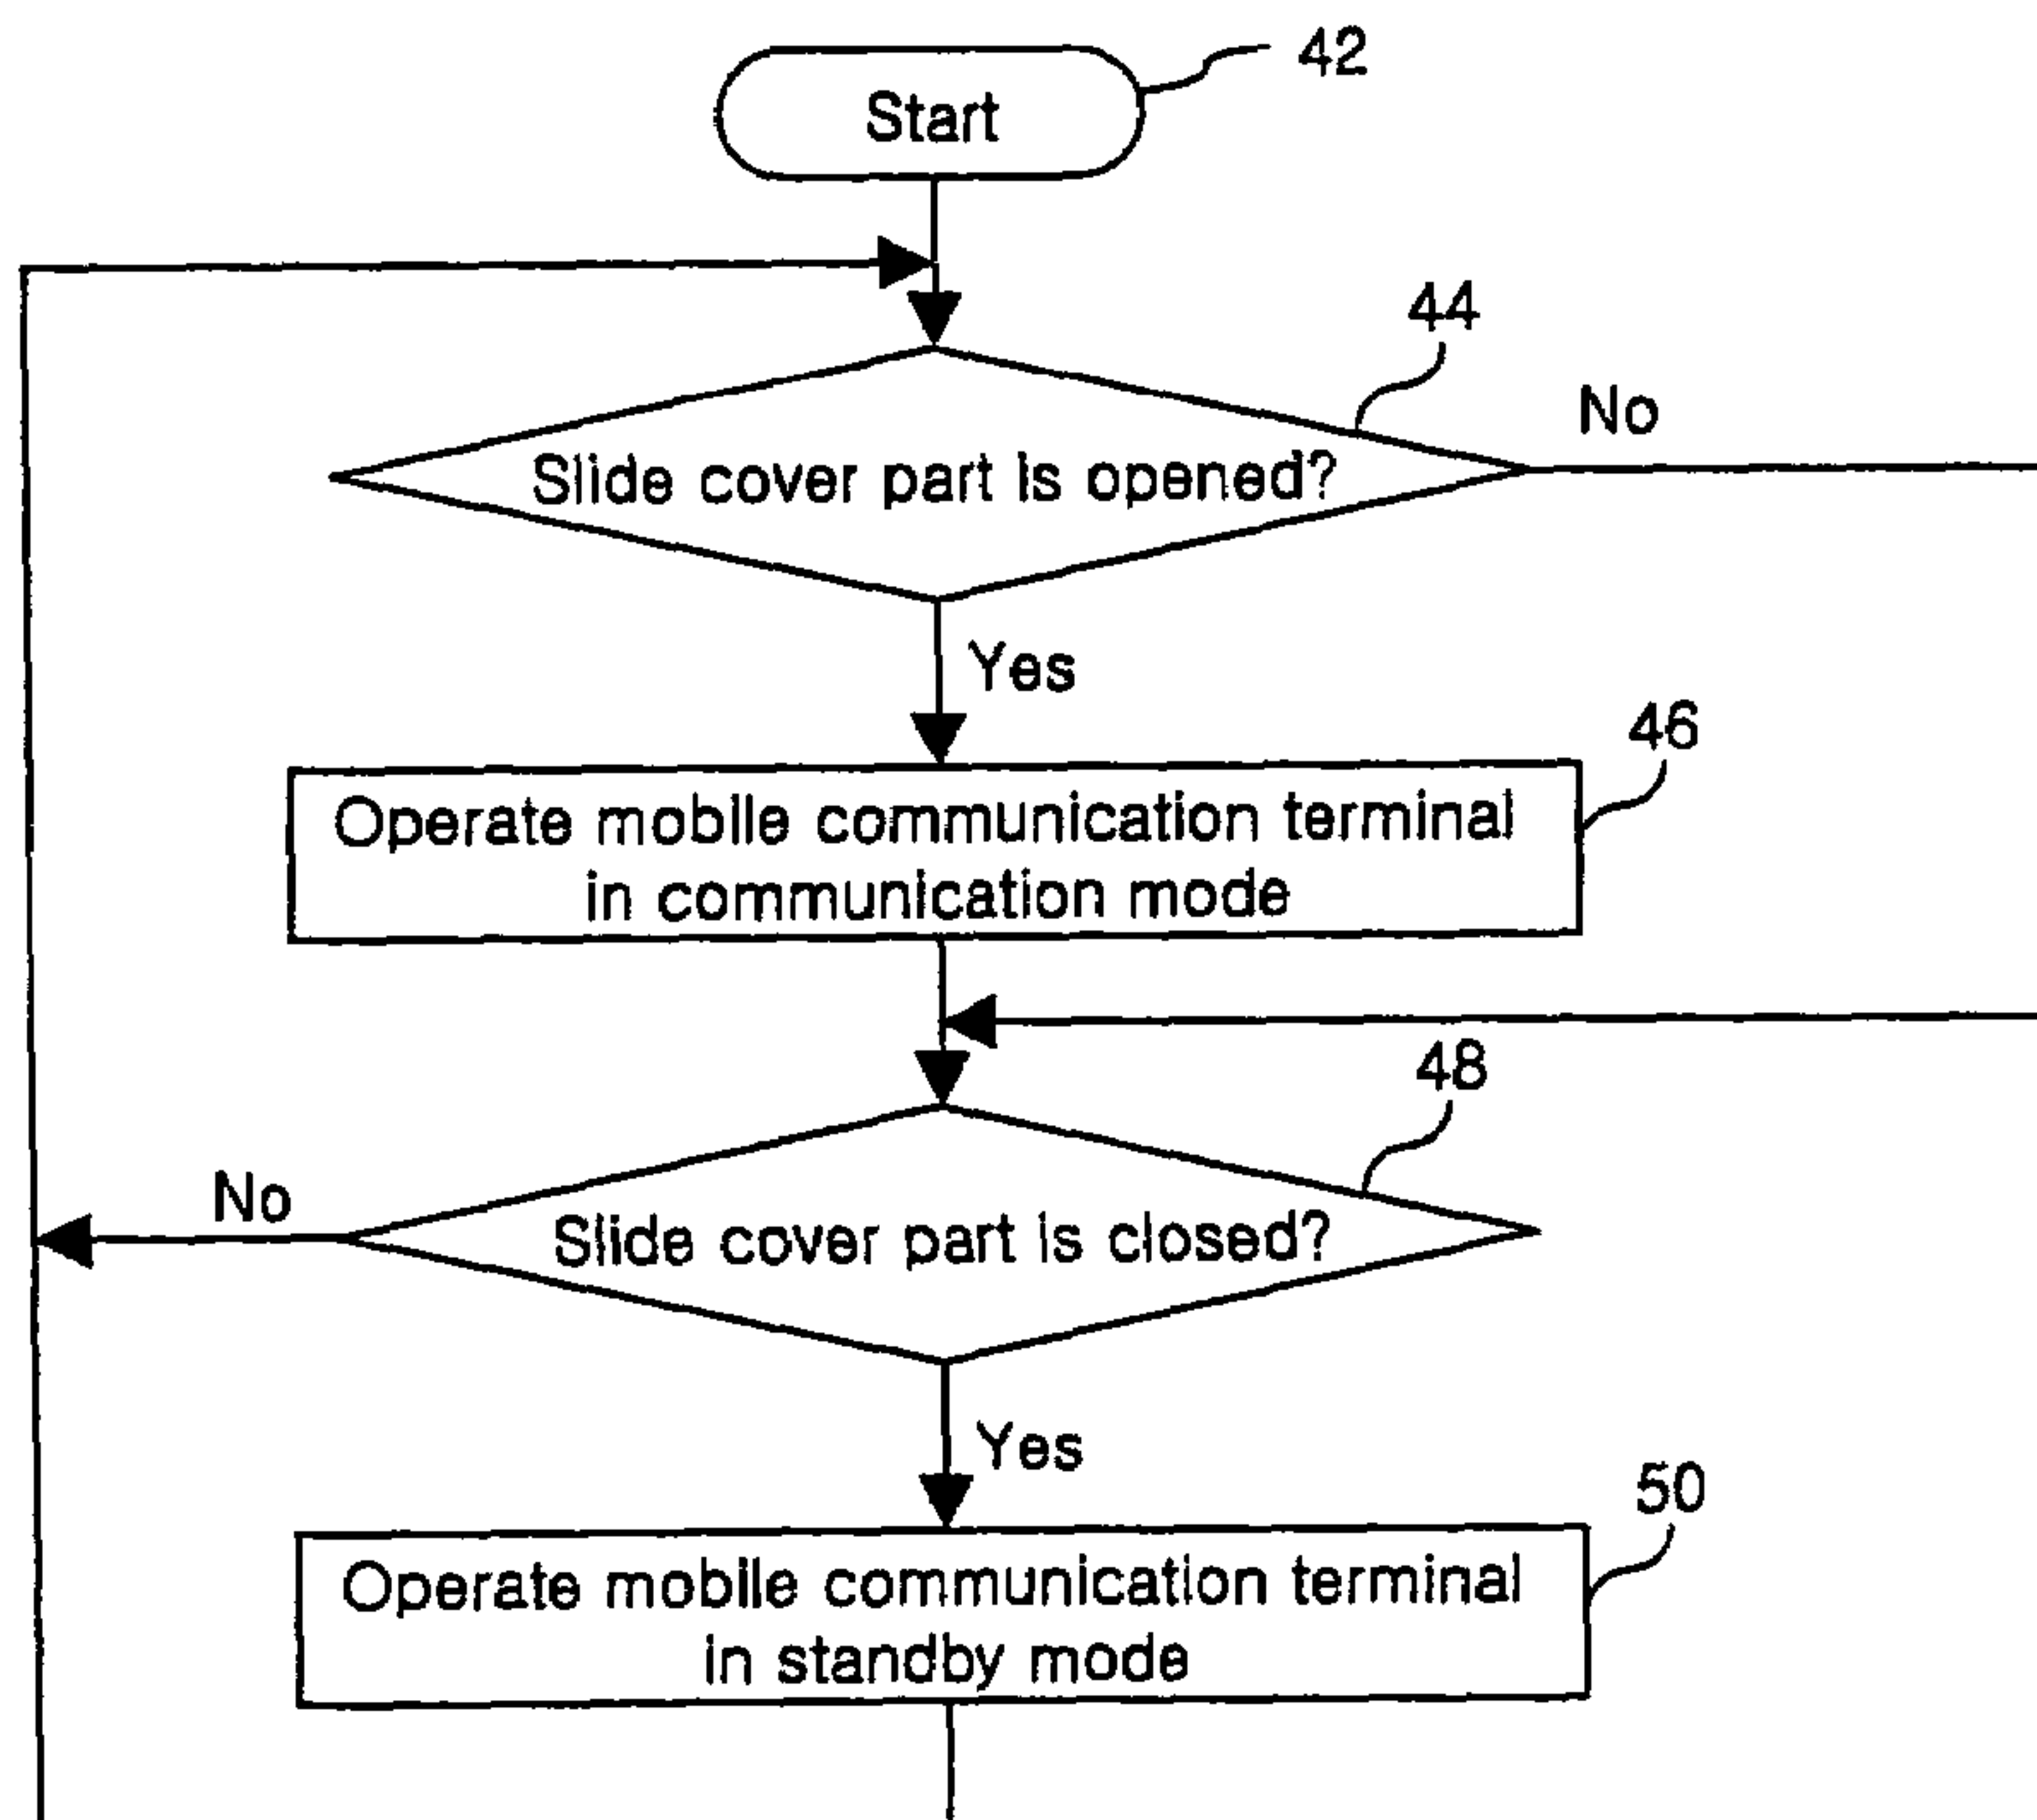 42
Start
44
No
Slide cover part is opened?
Yes
46
Operate mobile communication terminal
in communication mode
48
No
Slide cover part is closed?
Yes
50
Operate mobile communication terminal
in standby mode